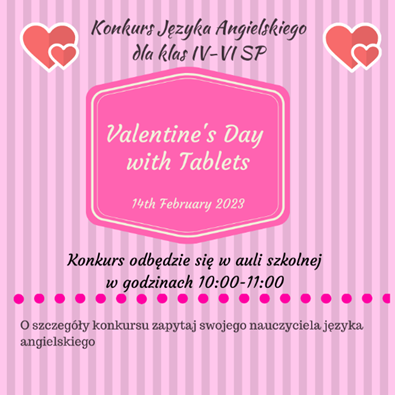 Konkurs Języka Angielskiego
dla klas IV-VI SP
Valentine's Day
with Tablets
14th February 2023
Konkurs odbędzie się w auli szkolnej
w godzinach 10:00-11:00
O szczegóły konkursu zapytaj swojego nauczyciela języka
angielskiego